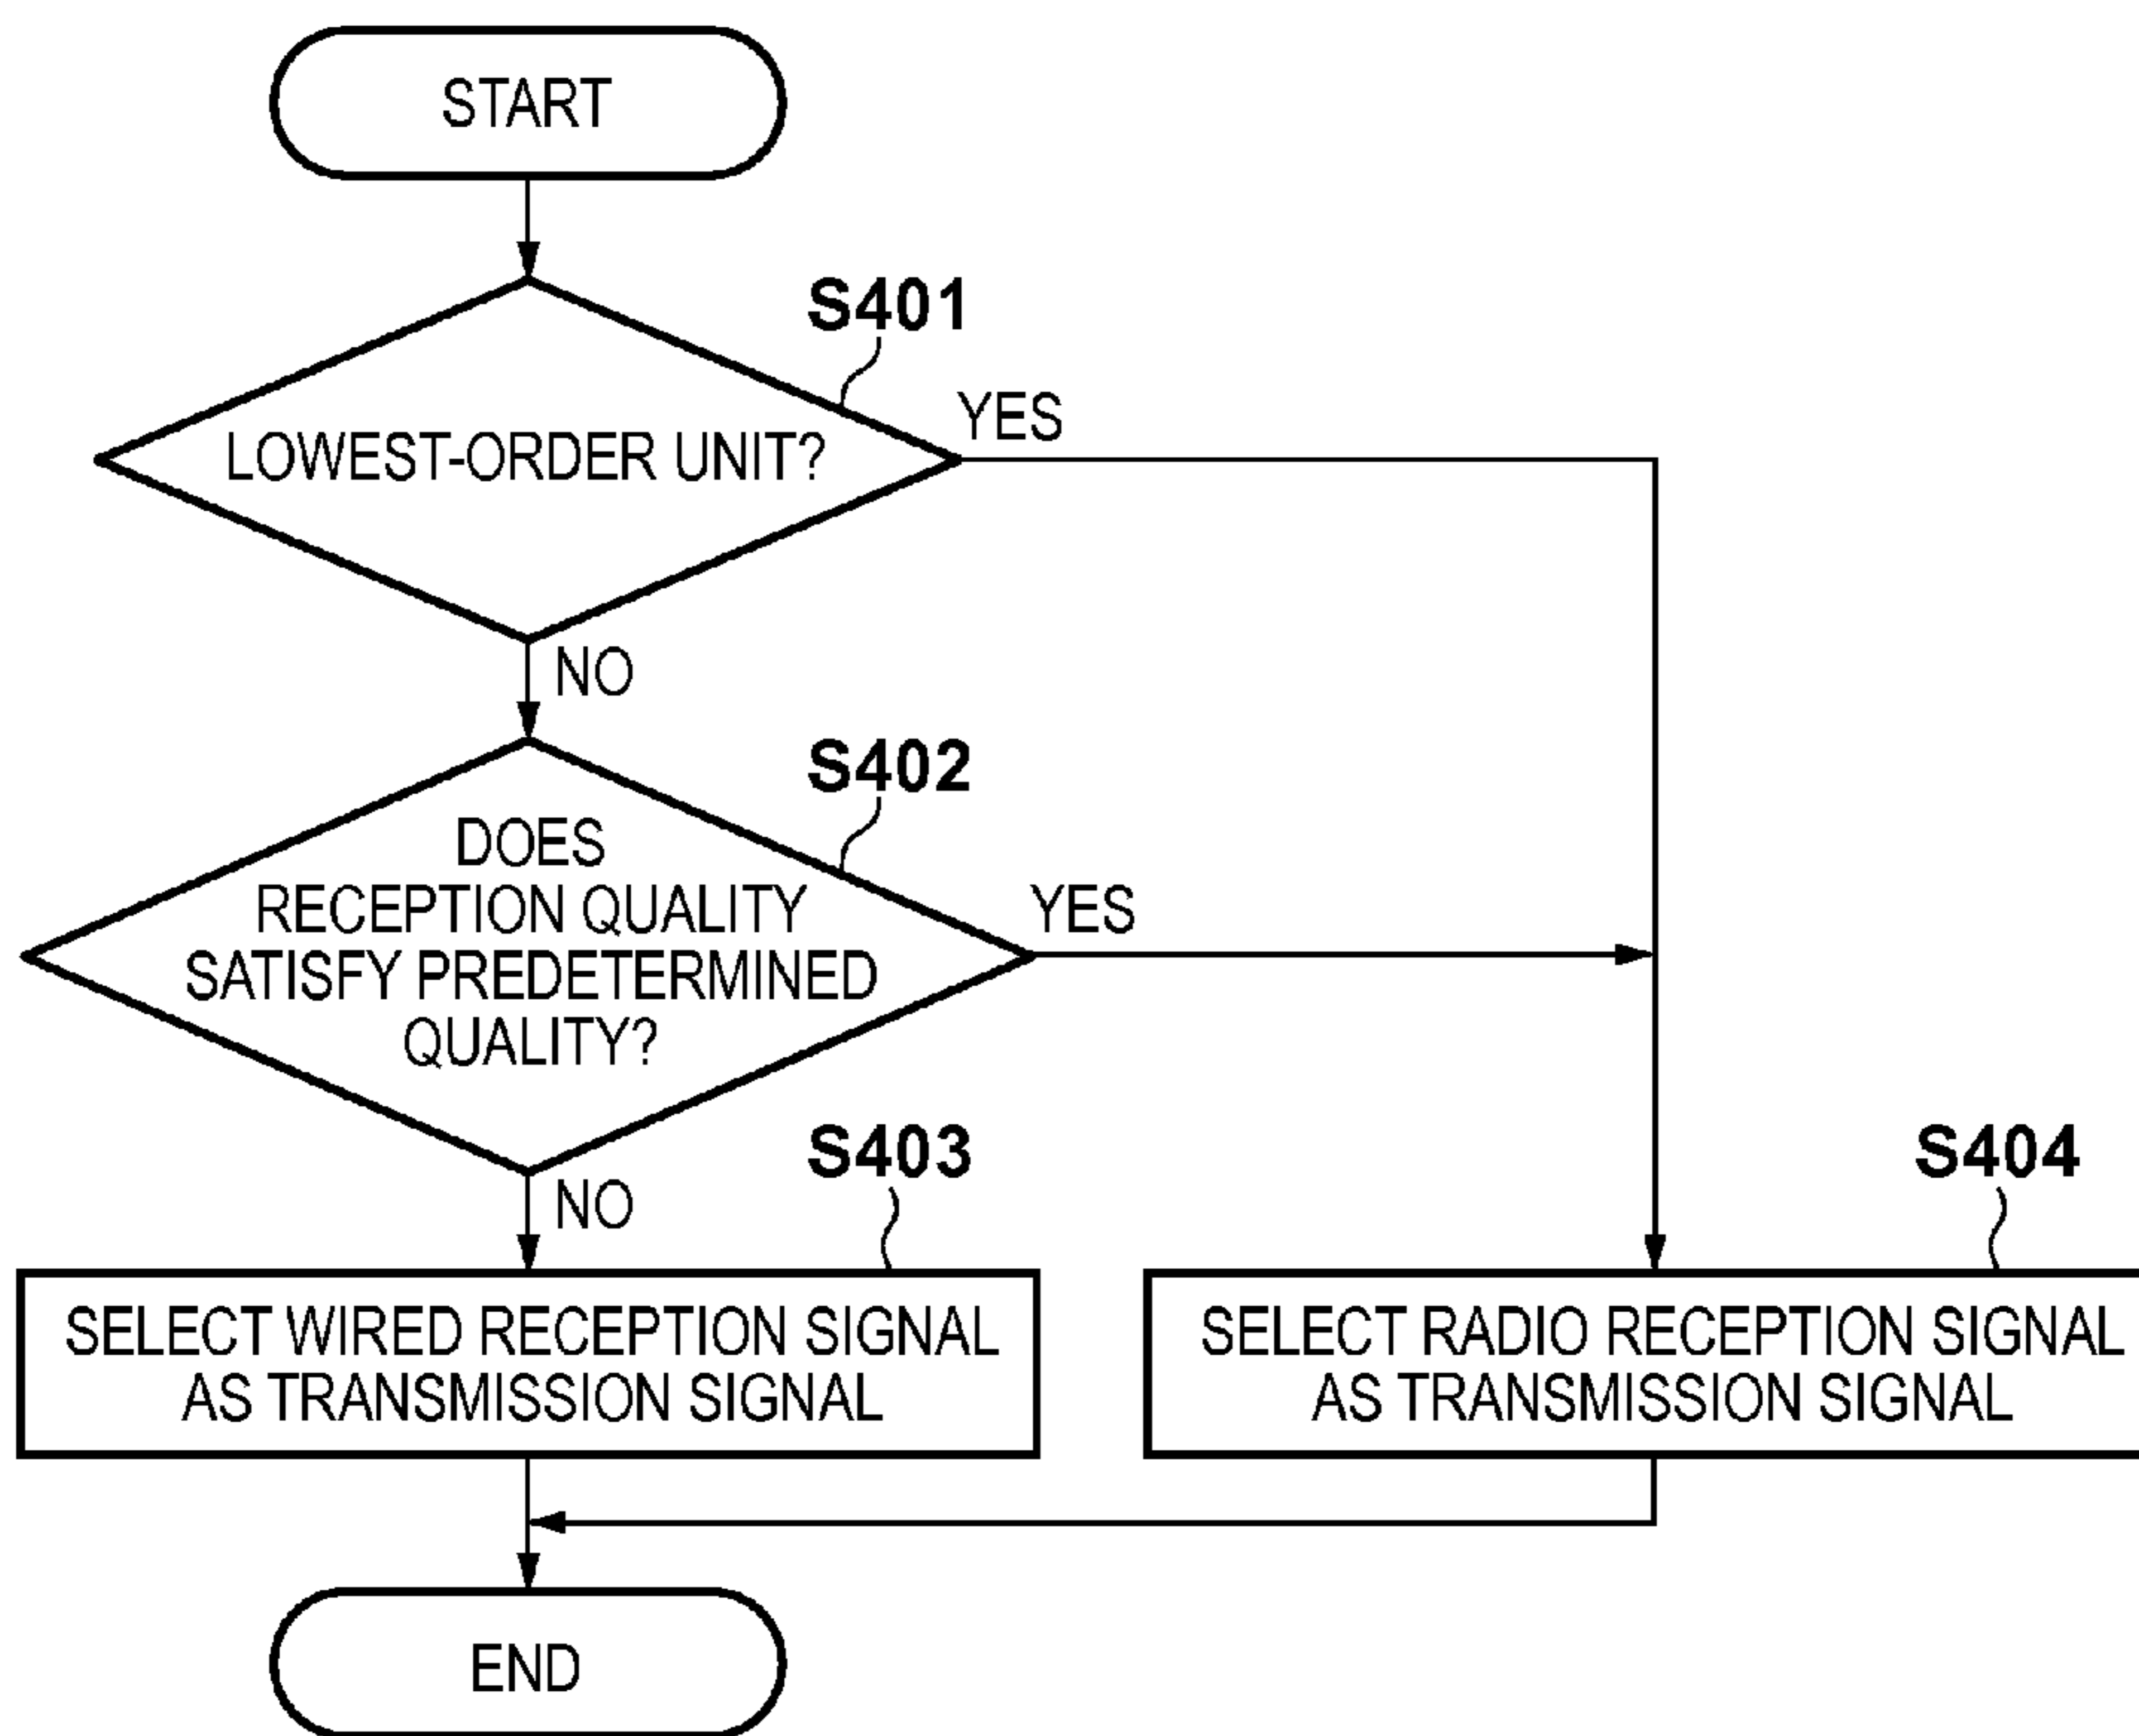 START
S401
YES
LOWEST-ORDER UNIT?
NO
S402
DOES
RECEPTION QUALITY
SATISFY PREDETERMINED
QUALITY?
YES
NO
S403
SELECT WIRED RECEPTION SIGNAL
AS TRANSMISSION SIGNAL
S404
SELECT RADIO RECEPTION SIGNAL
AS TRANSMISSION SIGNAL
END